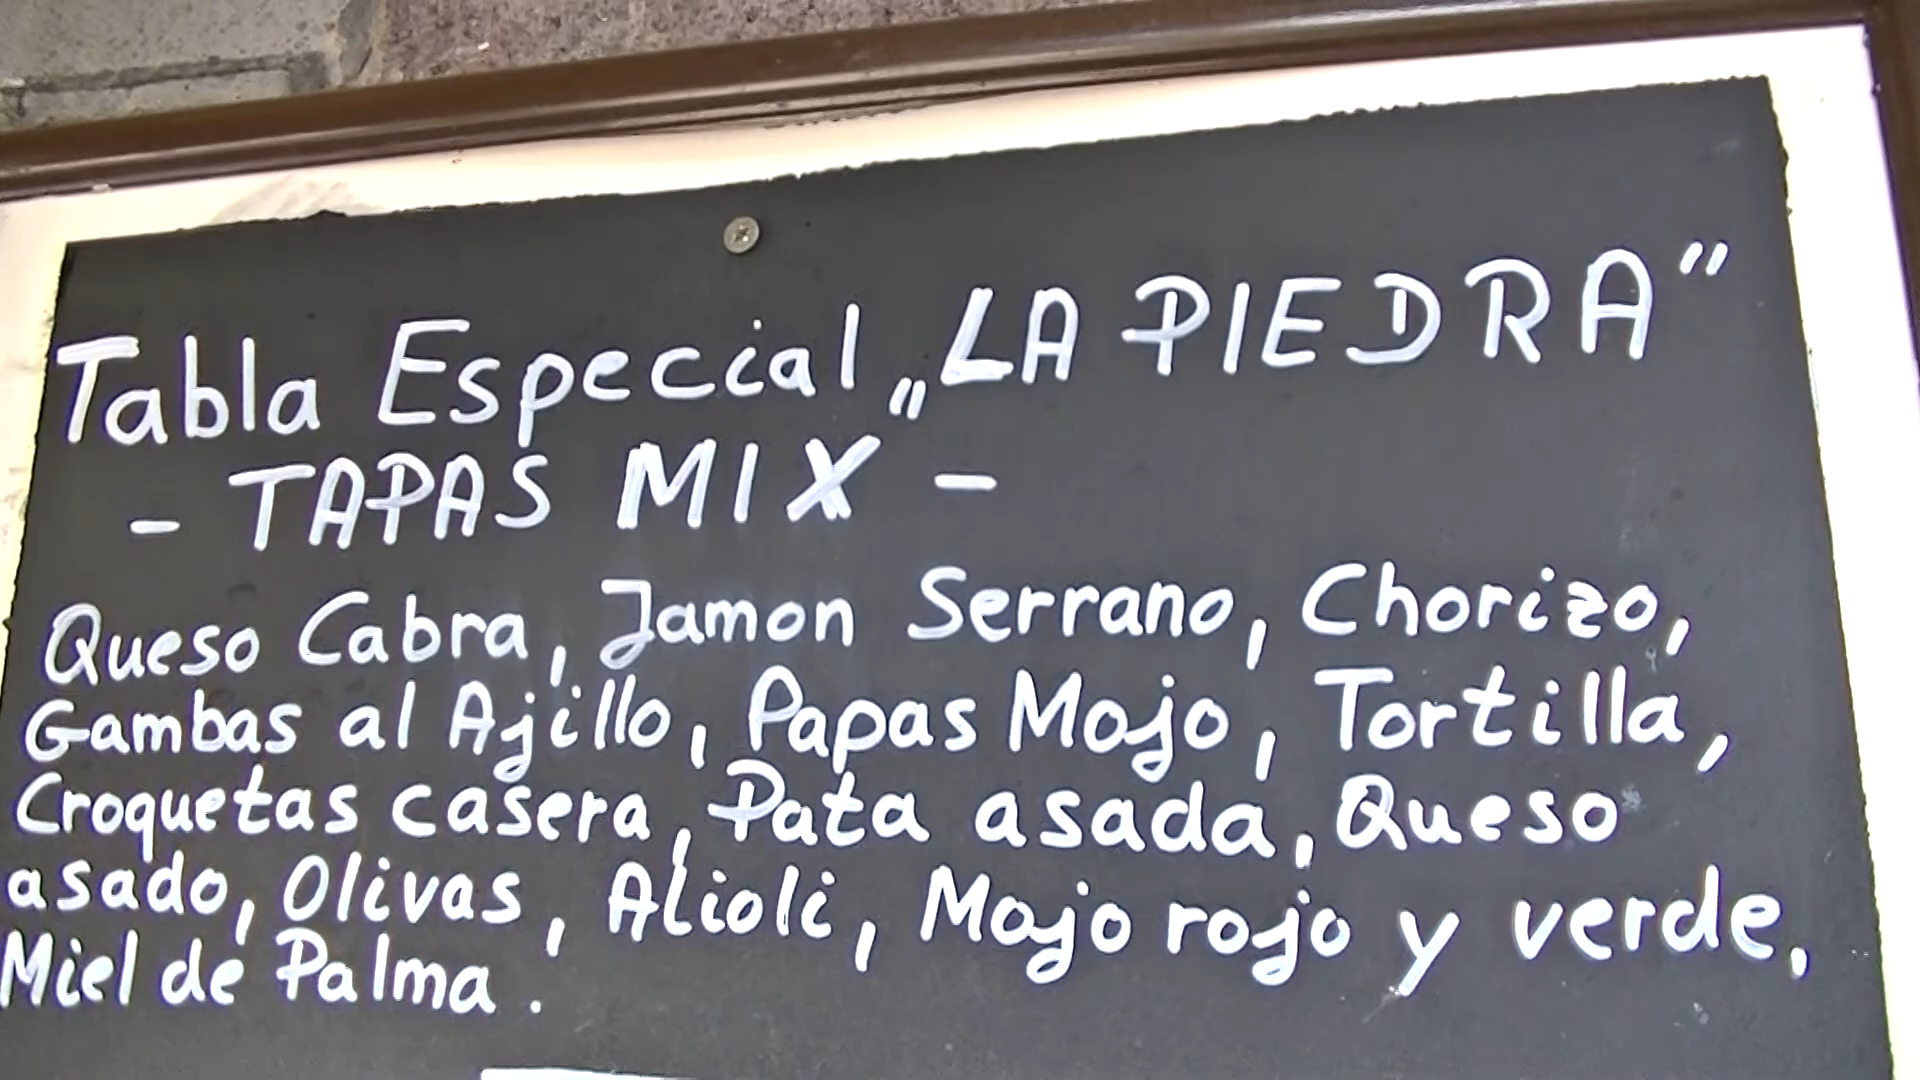 Tabla Especial „LA PIEDRA”
- TAPAS MIX -
Queso Cabra, Jamon Serrano, Chorizo,
Gambas al Ajillo, Papas Mojo, Tortilla,
Croquetas casera, Pata asada, Queso
asado, Olivas, Alioli, Mojo rojo y verde,
Miel de Palma.